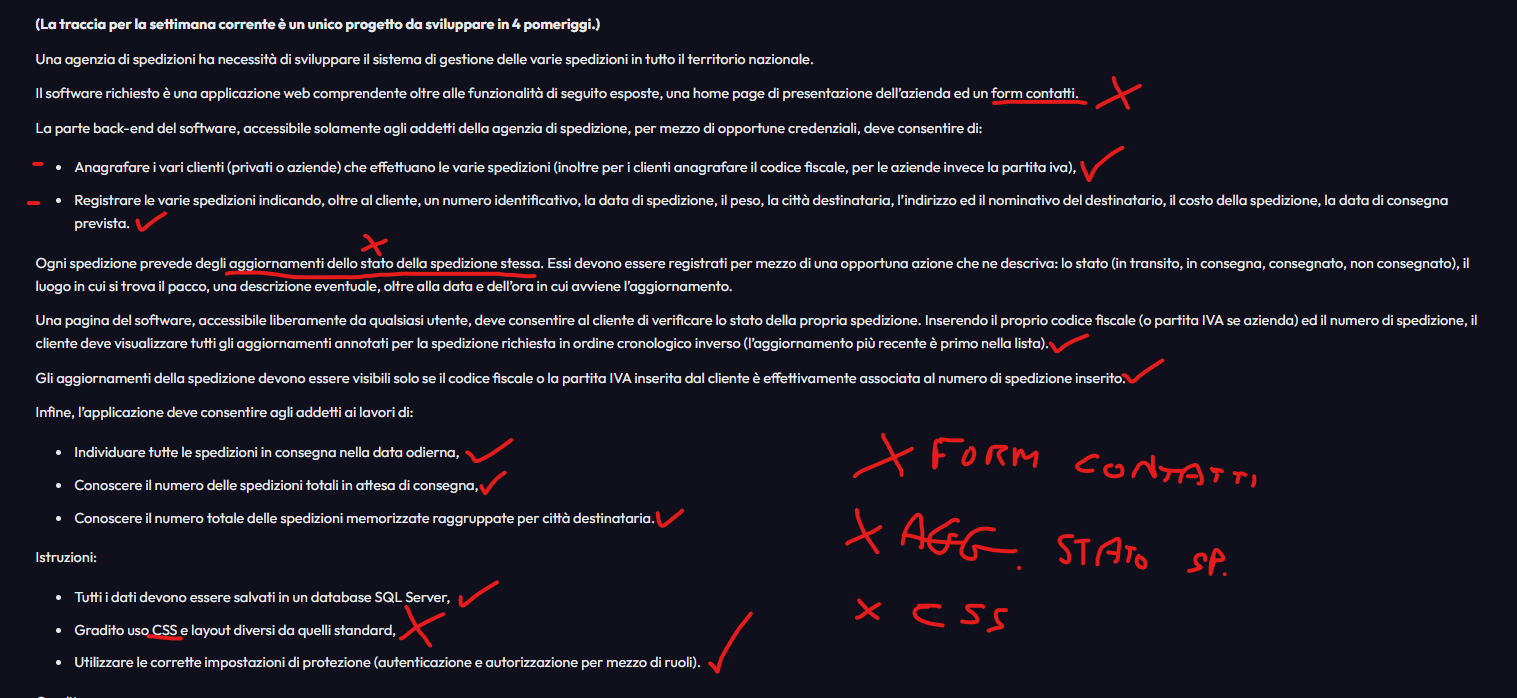 (La traccia per la settimana corrente è un unico progetto da sviluppare in 4 pomeriggi.)
Una agenzia di spedizioni ha necessità di sviluppare il sistema di gestione delle varie spedizioni in tutto il territorio nazionale.
Il software richiesto è una applicazione web comprendente oltre alle funzionalità di seguito esposte, una home page di presentazione dell'azienda ed un form contatti.
La parte back-end del software, accessibile solamente agli addetti della agenzia di spedizione, per mezzo di opportune credenziali, deve consentire di:
• Anagrafare i vari clienti (privati o aziende) che effettuano le varie spedizioni (inoltre per i clienti anagrafare il codice fiscale, per le aziende invece la partita iva),
• Registrare le varie spedizioni indicando, oltre al cliente, un numero identificativo, la data di spedizione, il peso, la città destinataria, l'indirizzo ed il nominativo del destinatario, il costo della spedizione, la data di consegna
prevista.
Ogni spedizione prevede degli aggiornamenti dello stato della spedizione stessa. Essi devono essere registrati per mezzo di una opportuna azione che ne descriva: lo stato (in transito, in consegna, consegnato, non consegnato), il
luogo in cui si trova il pacco, una descrizione eventuale, oltre alla data e dell'ora in cui avviene l'aggiornamento.
Una pagina del software, accessibile liberamente da qualsiasi utente, deve consentire al cliente di verificare lo stato della propria spedizione. Inserendo il proprio codice fiscale (o partita IVA se azienda) ed il numero di spedizione, il
cliente deve visualizzare tutti gli aggiornamenti annotati per la spedizione richiesta in ordine cronologico inverso (l'aggiornamento più recente è primo nella lista).
Gli aggiornamenti della spedizione devono essere visibili solo se il codice fiscale o la partita IVA inserita dal cliente è effettivamente associata al numero di spedizione inserito.
Infine, l'applicazione deve consentire agli addetti ai lavori di:
• Individuare tutte le spedizioni in consegna nella data odierna,
• Conoscere il numero delle spedizioni totali in attesa di consegna,
• Conoscere il numero totale delle spedizioni memorizzate raggruppate per città destinataria.
X FORM CONTATTI
X AGG. STATO SP.
X CSS
Istruzioni:
• Tutti i dati devono essere salvati in un database SQL Server,
• Gradito uso CSS e layout diversi da quelli standard,
• Utilizzare le corrette impostazioni di protezione (autenticazione e autorizzazione per mezzo di ruoli).